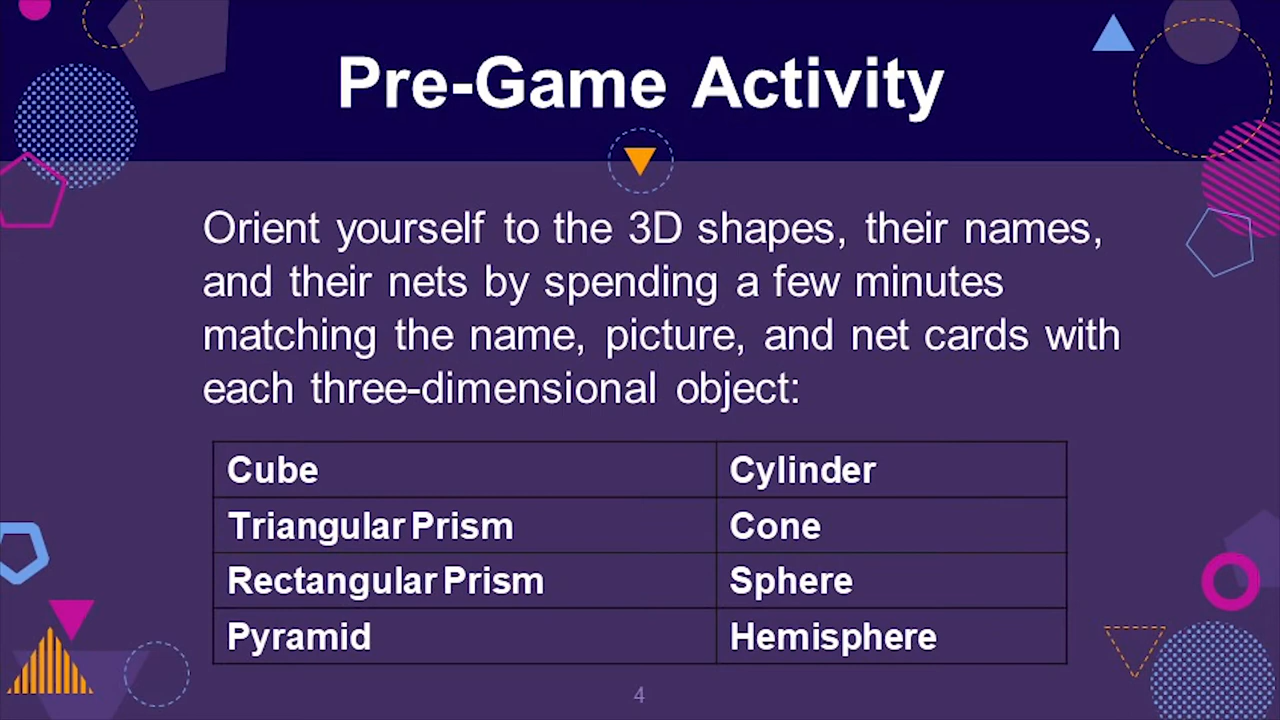 Pre-Game Activity
Orient yourself to the 3D shapes, their names,
and their nets by spending a few minutes
matching the name, picture, and net cards with
each three-dimensional object:
Cube Cylinder
Triangular Prism Cone
Rectangular Prism Sphere
Pyramid Hemisphere
4